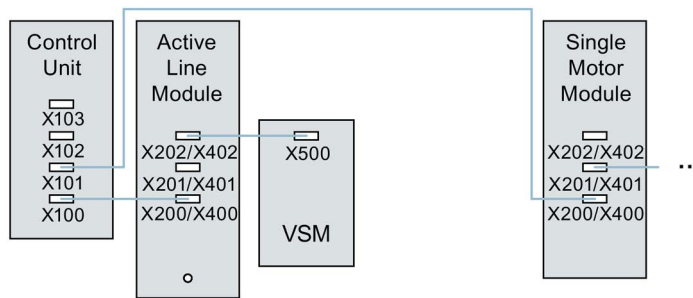 Control
Unit
X103
X102
X101
X100
Active
Line
Module
X202/X402
X201/X401
X200/X400
X500
VSM
Single
Motor
Module
X202/X402
X201/X401
X200/X400
..